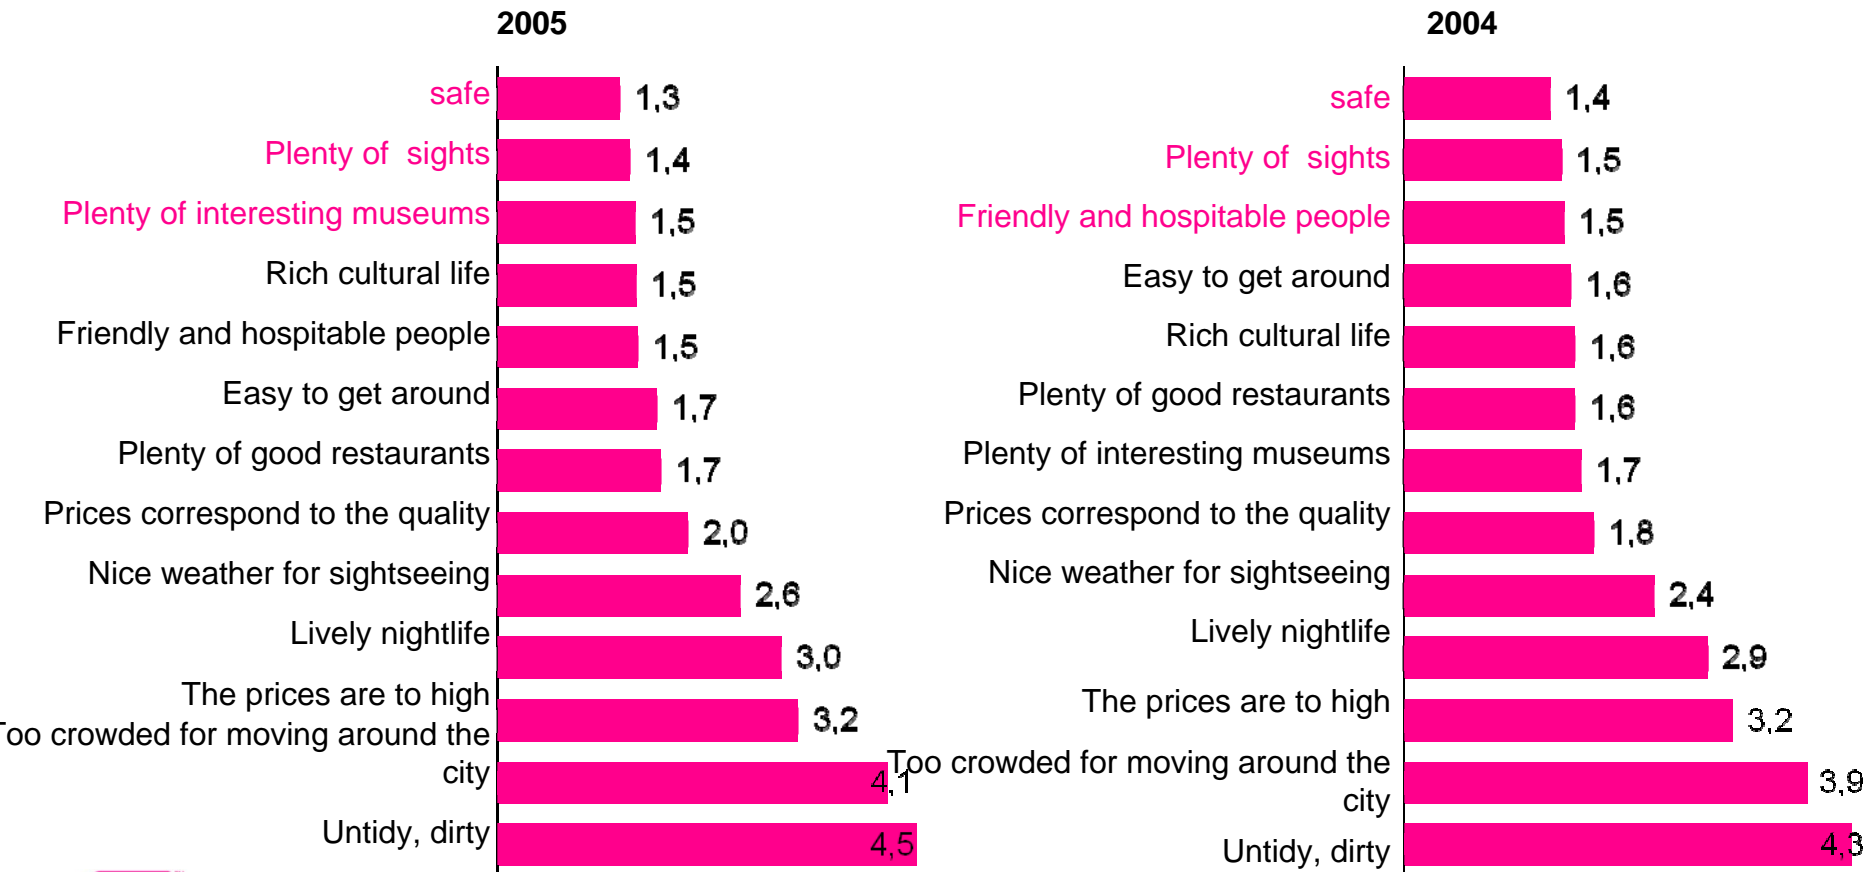 2005
safe 1,3
Plenty of sights 1,4
Plenty of interesting museums 1,5
Rich cultural life 1,5
Friendly and hospitable people 1,5
Easy to get around 1,7
Plenty of good restaurants 1,7
Prices correspond to the quality 2,0
Nice weather for sightseeing 2,6
Lively nightlife 3,0
The prices are to high 3,2
Too crowded for moving around the
city 4,1
Untidy, dirty 4,5
2004
safe 1,4
Plenty of sights 1,5
Friendly and hospitable people 1,5
Easy to get around 1,6
Rich cultural life 1,6
Plenty of good restaurants 1,6
Plenty of interesting museums 1,7
Prices correspond to the quality 1,8
Nice weather for sightseeing 2,4
Lively nightlife 2,9
The prices are to high 3,2
Too crowded for moving around the
city 3,9
Untidy, dirty 4,3